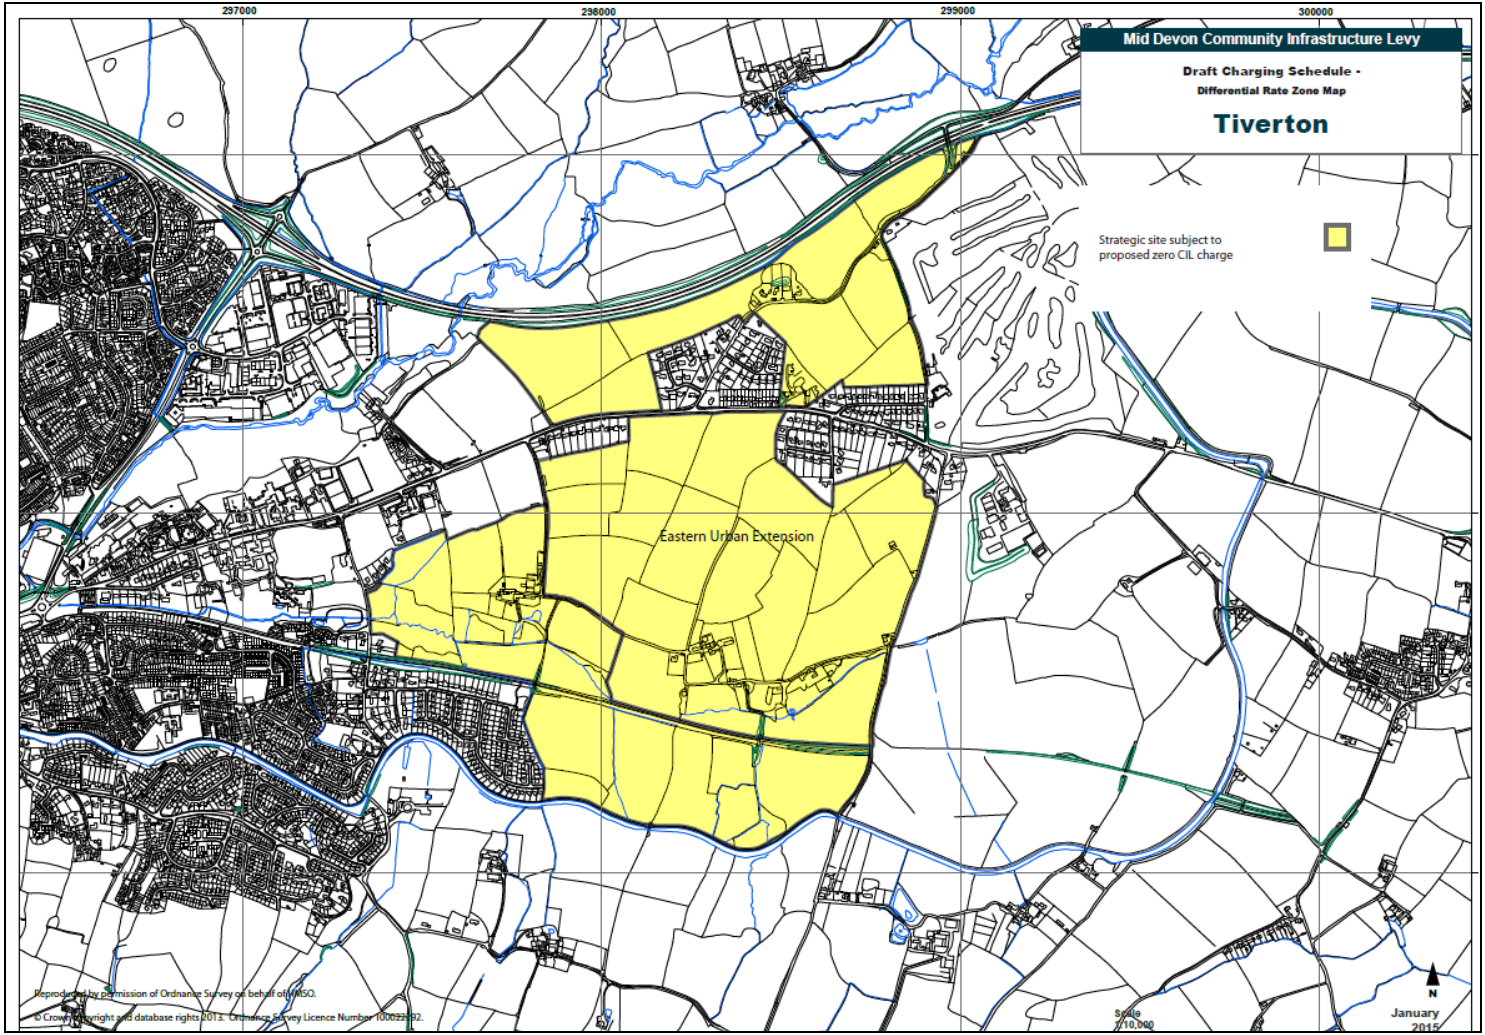 297000
298000
299000
300000
Mid Devon Community Infrastructure Levy
Draft Charging Schedule -
Differential Rate Zone Map
Tiverton
Strategic site subject to
proposed zero CIL charge
Eastern Urban Extension
Reproduced by permission of Ordnance Survey on behalf of HMSO.
© Crown copyright and database rights 2013. Ordnance Survey Licence Number 100022292.
Scale
1:10,000
N
January
2015